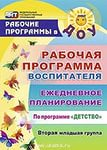 РАБОЧИЕ ПРОГРАММЫ В
ДОУ
РАБОЧАЯ
ПРОГРАММА
ВОСПИТАТЕЛЯ
ЕЖЕДНЕВНОЕ
ПЛАНИРОВАНИЕ
По программе «ДЕТСТВО»
Вторая младшая группа